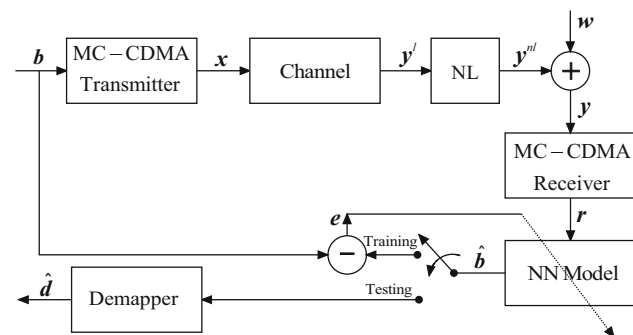 w
b
MC−CDMA
Transmitter
x
Channel
y^l
NL
y^nl
+
y
MC−CDMA
Receiver
r
e
−
Training
b̂
NN Model
d̂
Demapper
Testing